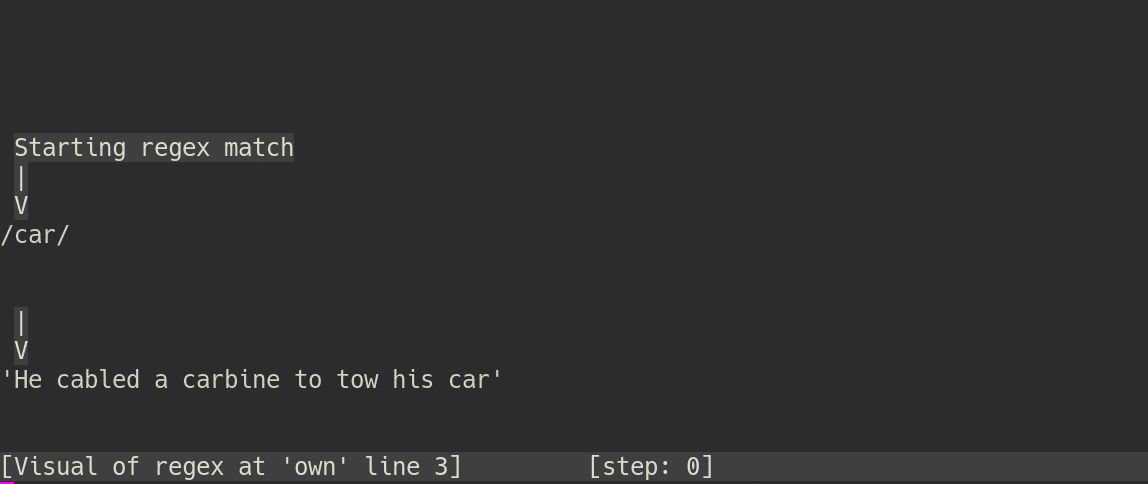 Starting regex match
|
V
/car/
|
V
'He cabled a carbine to tow his car'
[Visual of regex at 'own' line 3] [step: 0]